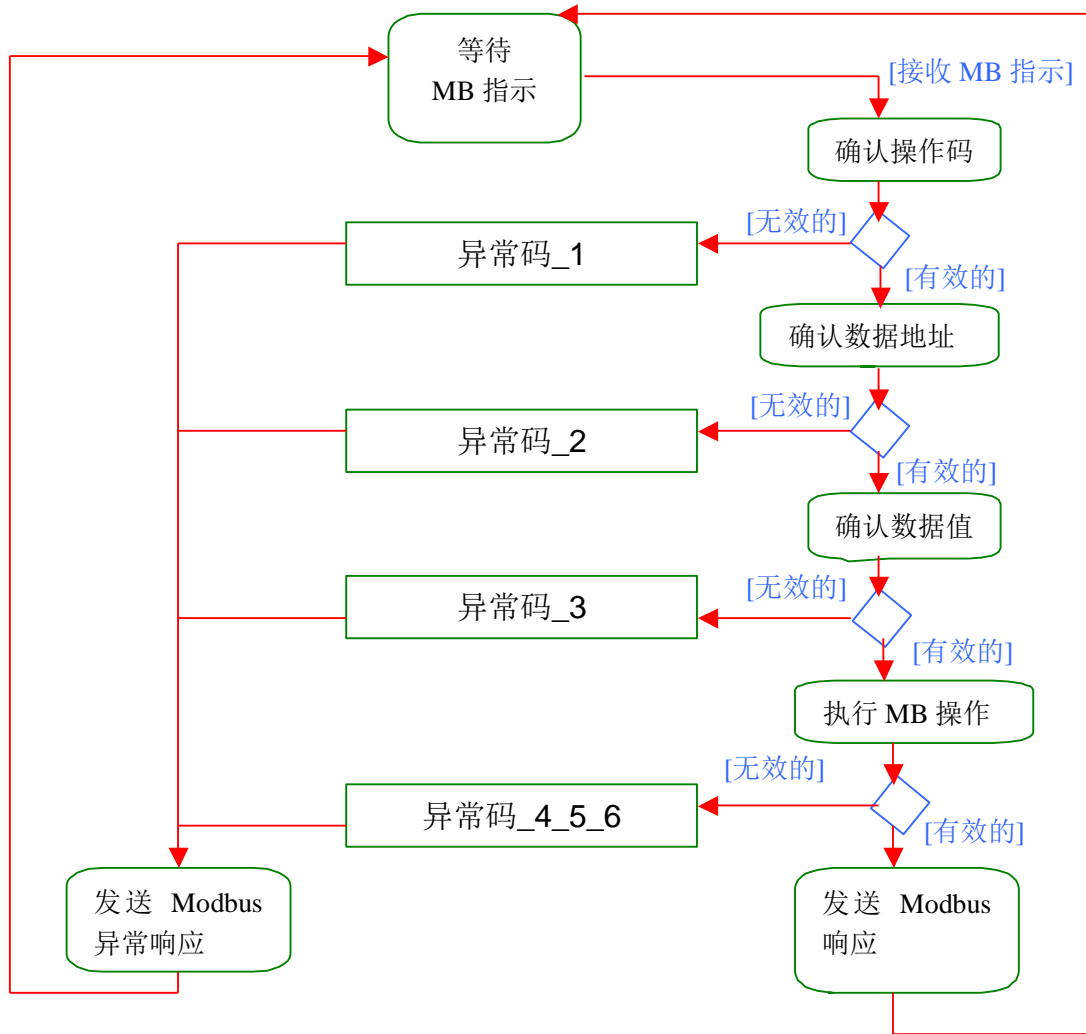 等待
MB 指示
[接收 MB 指示]
确认操作码
[无效的]
异常码_1
[有效的]
确认数据地址
[无效的]
异常码_2
[有效的]
确认数据值
[无效的]
异常码_3
[有效的]
执行 MB 操作
[无效的]
异常码_4_5_6
[有效的]
发送 Modbus
异常响应
发送 Modbus
响应